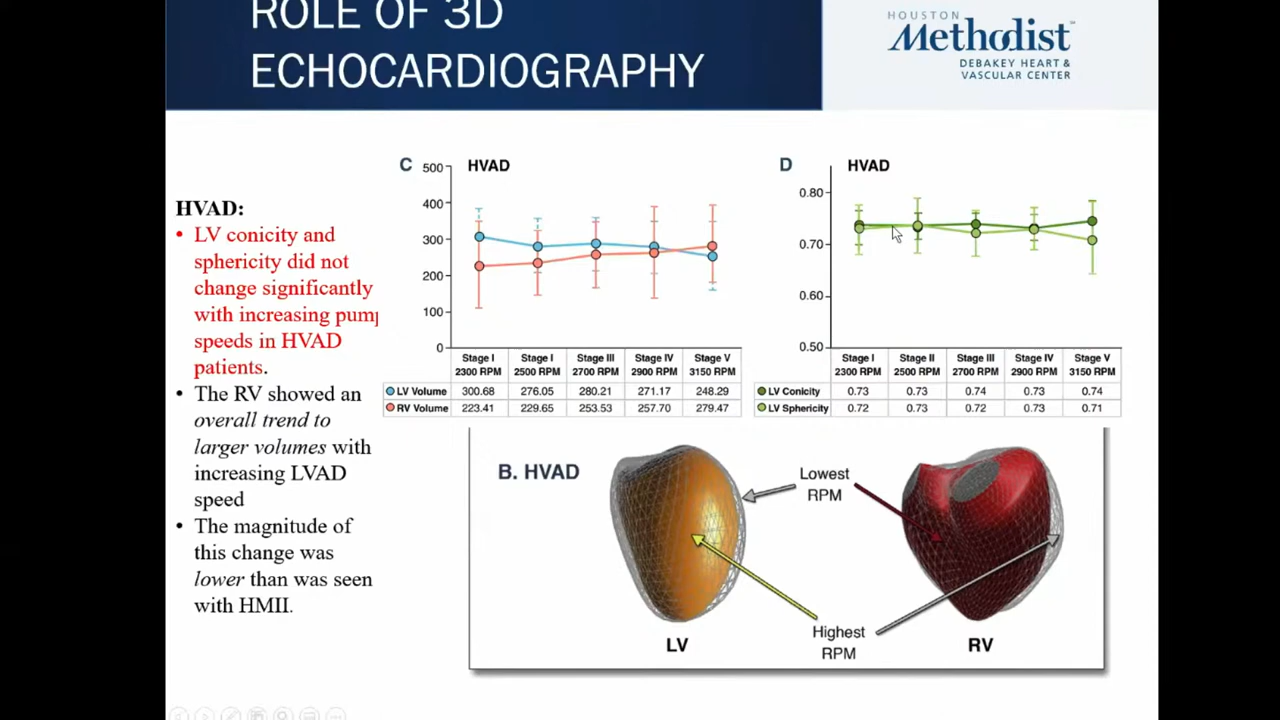 ROLE OF 3D
ECHOCARDIOGRAPHY
HOUSTON
Methodist
DEBAKEY HEART &
VASCULAR CENTER
HVAD:
• LV conicity and
sphericity did not
change significantly
with increasing pump
speeds in HVAD
patients.
• The RV showed an
overall trend to
larger volumes with
increasing LVAD
speed
• The magnitude of
this change was
lower than was seen
with HMII.
C
HVAD
500
400
300
200
100
0
Stage I Stage I Stage III Stage IV Stage V
2300 RPM 2500 RPM 2700 RPM 2900 RPM 3150 RPM
LV Volume 300.68 276.05 280.21 271.17 248.29
RV Volume 223.41 229.65 253.53 257.70 279.47
D
HVAD
0.80
0.70
0.60
0.50
Stage I Stage II Stage III Stage IV Stage V
2300 RPM 2500 RPM 2700 RPM 2900 RPM 3150 RPM
LV Conicity 0.73 0.73 0.74 0.73 0.74
LV Sphericity 0.72 0.73 0.72 0.73 0.71
B. HVAD
Lowest
RPM
Highest
RPM
LV
RV